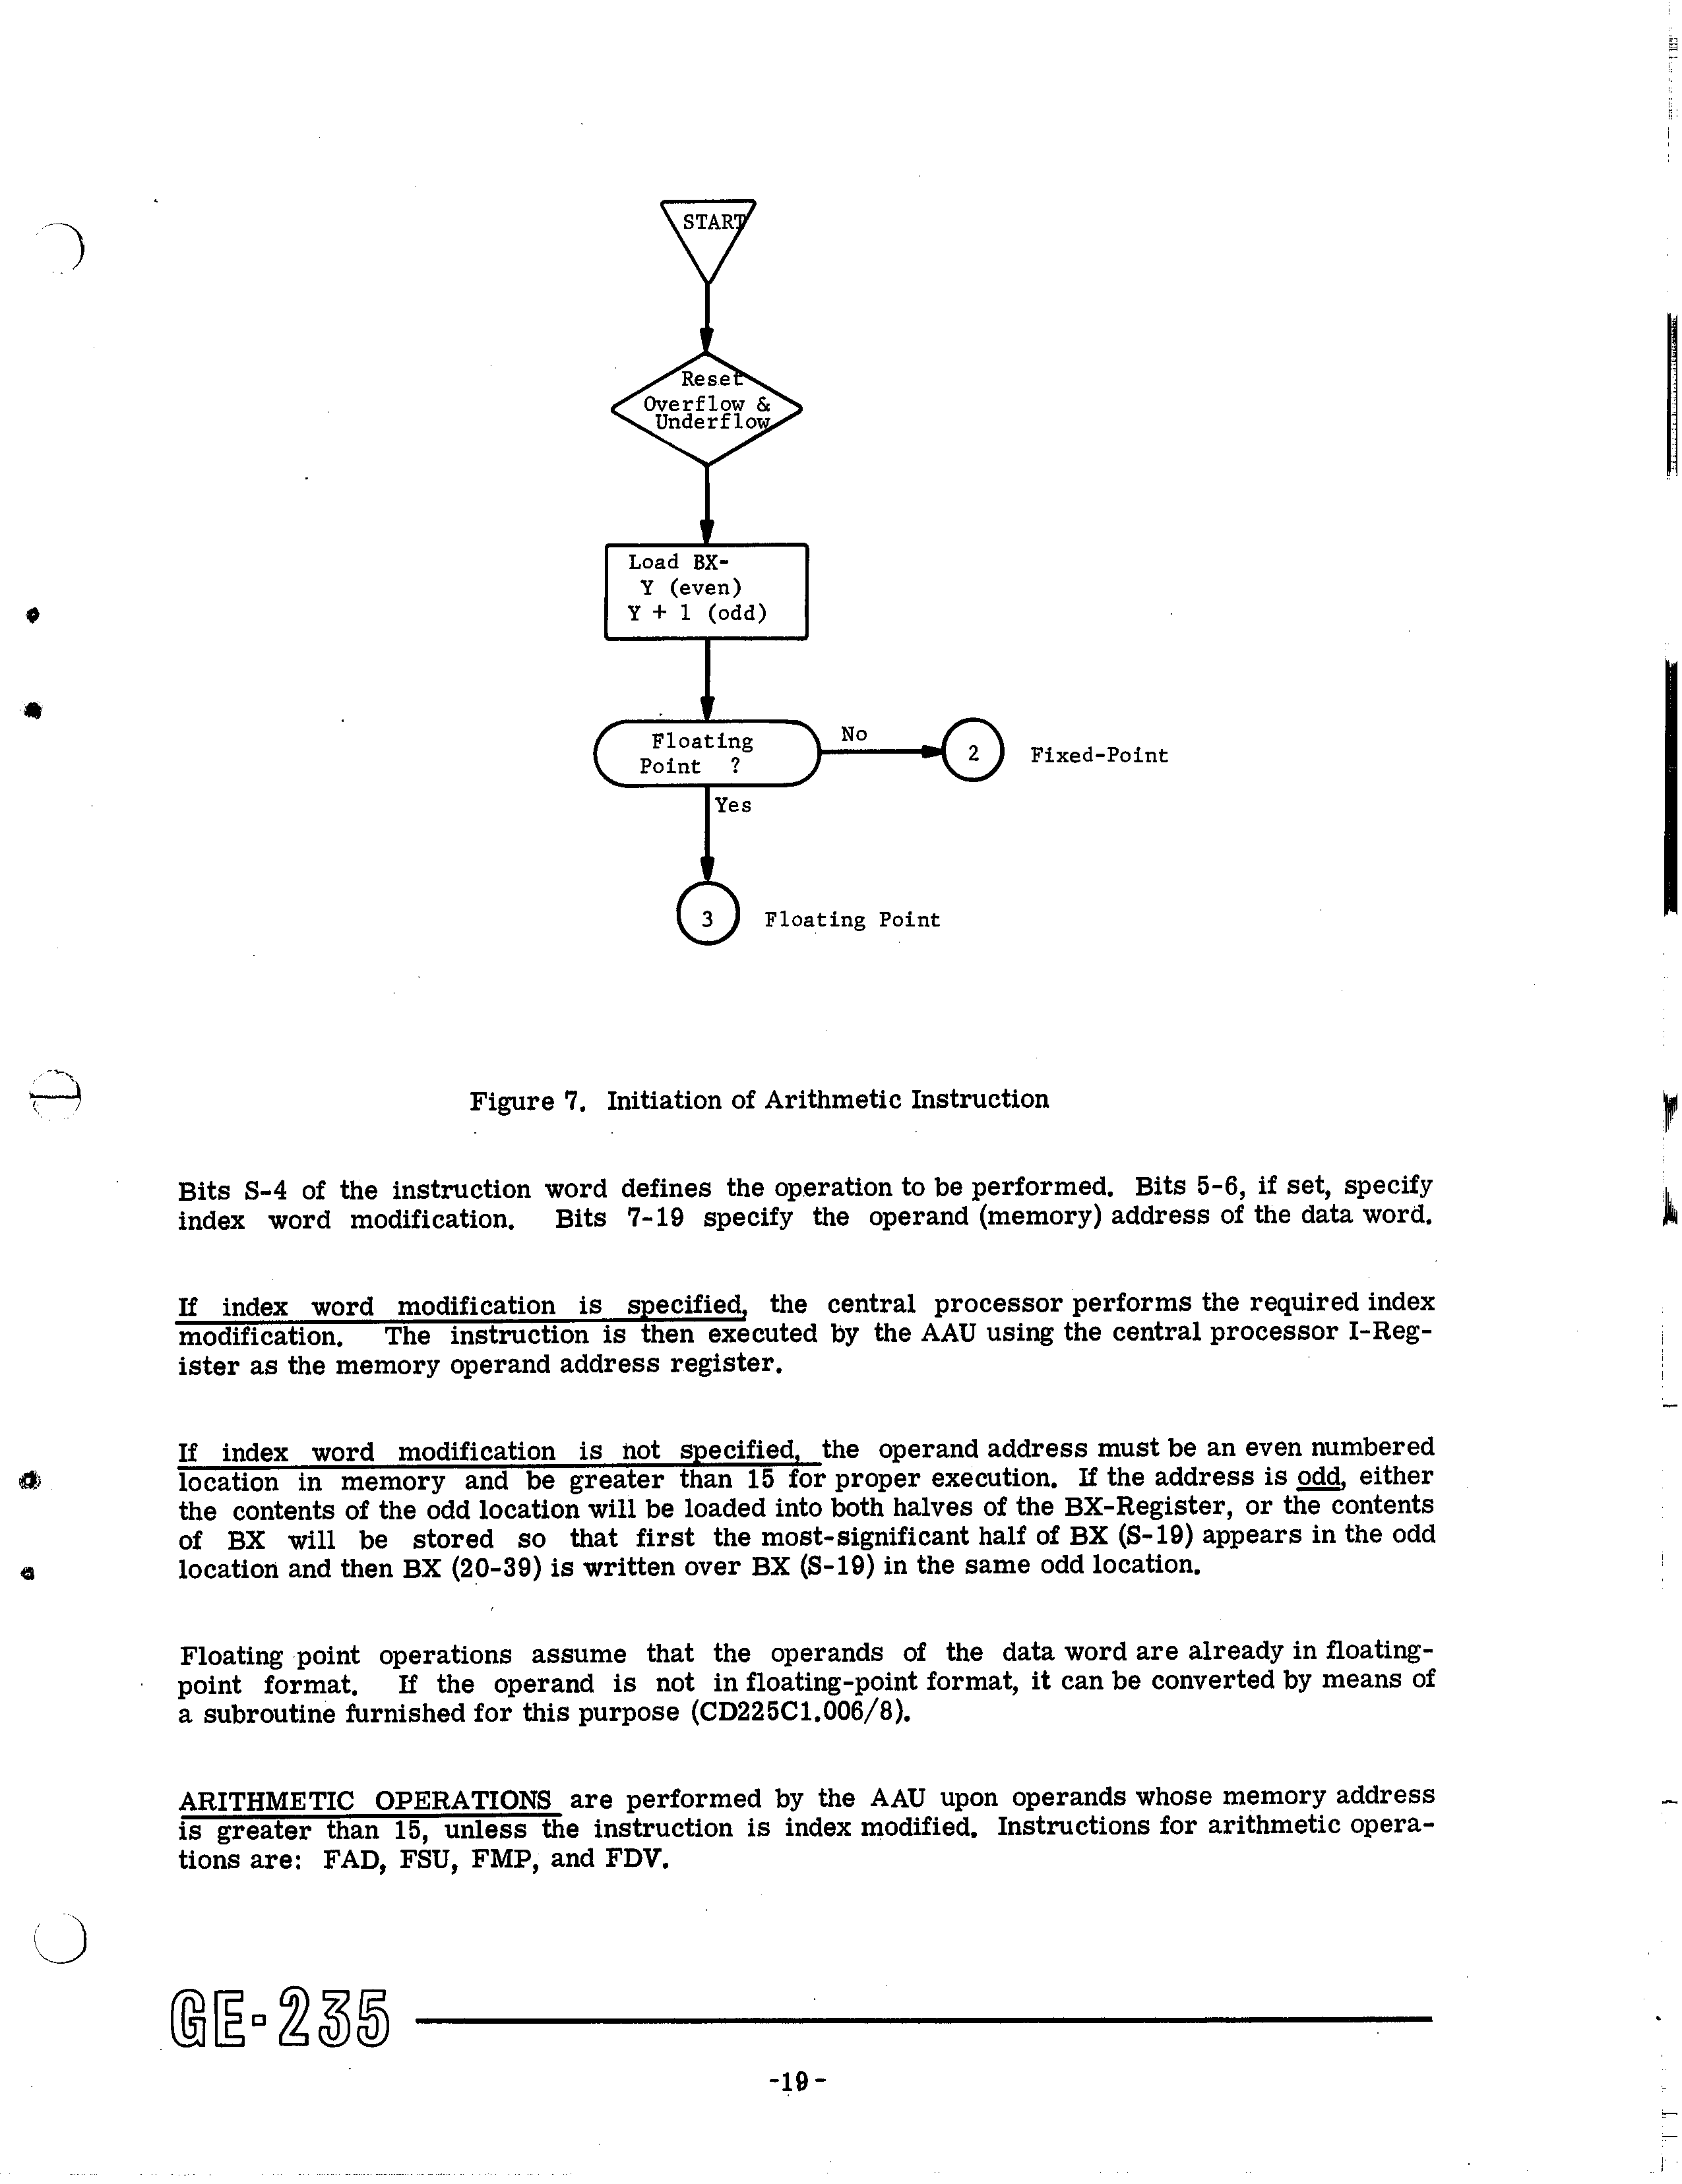 START
Reset
Overflow &
Underflow
Load BX-
Y (even)
Y + 1 (odd)
Floating
Point ?
No
2
Fixed-Point
Yes
3
Floating Point
Figure 7. Initiation of Arithmetic Instruction
Bits S-4 of the instruction word defines the operation to be performed. Bits 5-6, if set, specify
index word modification. Bits 7-19 specify the operand (memory) address of the data word.
If index word modification is specified, the central processor performs the required index
modification. The instruction is then executed by the AAU using the central processor I-Reg-
ister as the memory operand address register.
If index word modification is not specified, the operand address must be an even numbered
location in memory and be greater than 15 for proper execution. If the address is odd, either
the contents of the odd location will be loaded into both halves of the BX-Register, or the contents
of BX will be stored so that first the most-significant half of BX (S-19) appears in the odd
location and then BX (20-39) is written over BX (S-19) in the same odd location.
Floating point operations assume that the operands of the data word are already in floating-
point format. If the operand is not in floating-point format, it can be converted by means of
a subroutine furnished for this purpose (CD225C1.006/8).
ARITHMETIC OPERATIONS are performed by the AAU upon operands whose memory address
is greater than 15, unless the instruction is index modified. Instructions for arithmetic opera-
tions are: FAD, FSU, FMP, and FDV.
GE-235
-19-